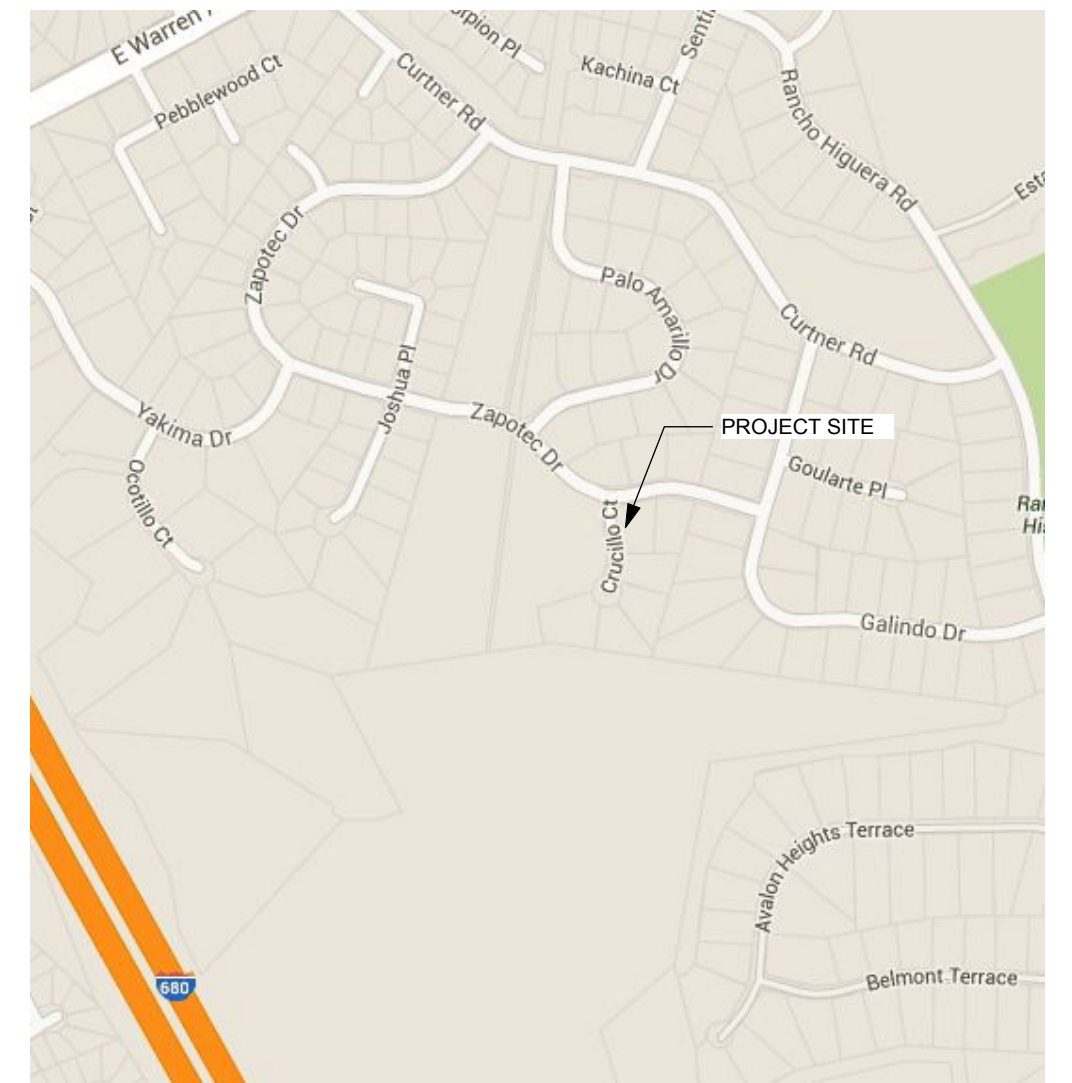 E Warren
Scorpion Pl
Kachina Ct
Curtner Rd
Pebblewood Ct
Rancho Higuera Rd
Zapotec Dr
Palo Amarillo Dr
Curtner Rd
Joshua Pl
Yakima Dr
Zapotec Dr
PROJECT SITE
Goularte Pl
Ocotillo Ct
Crucillo Ct
Galindo Dr
Avalon Heights Terrace
Belmont Terrace
680